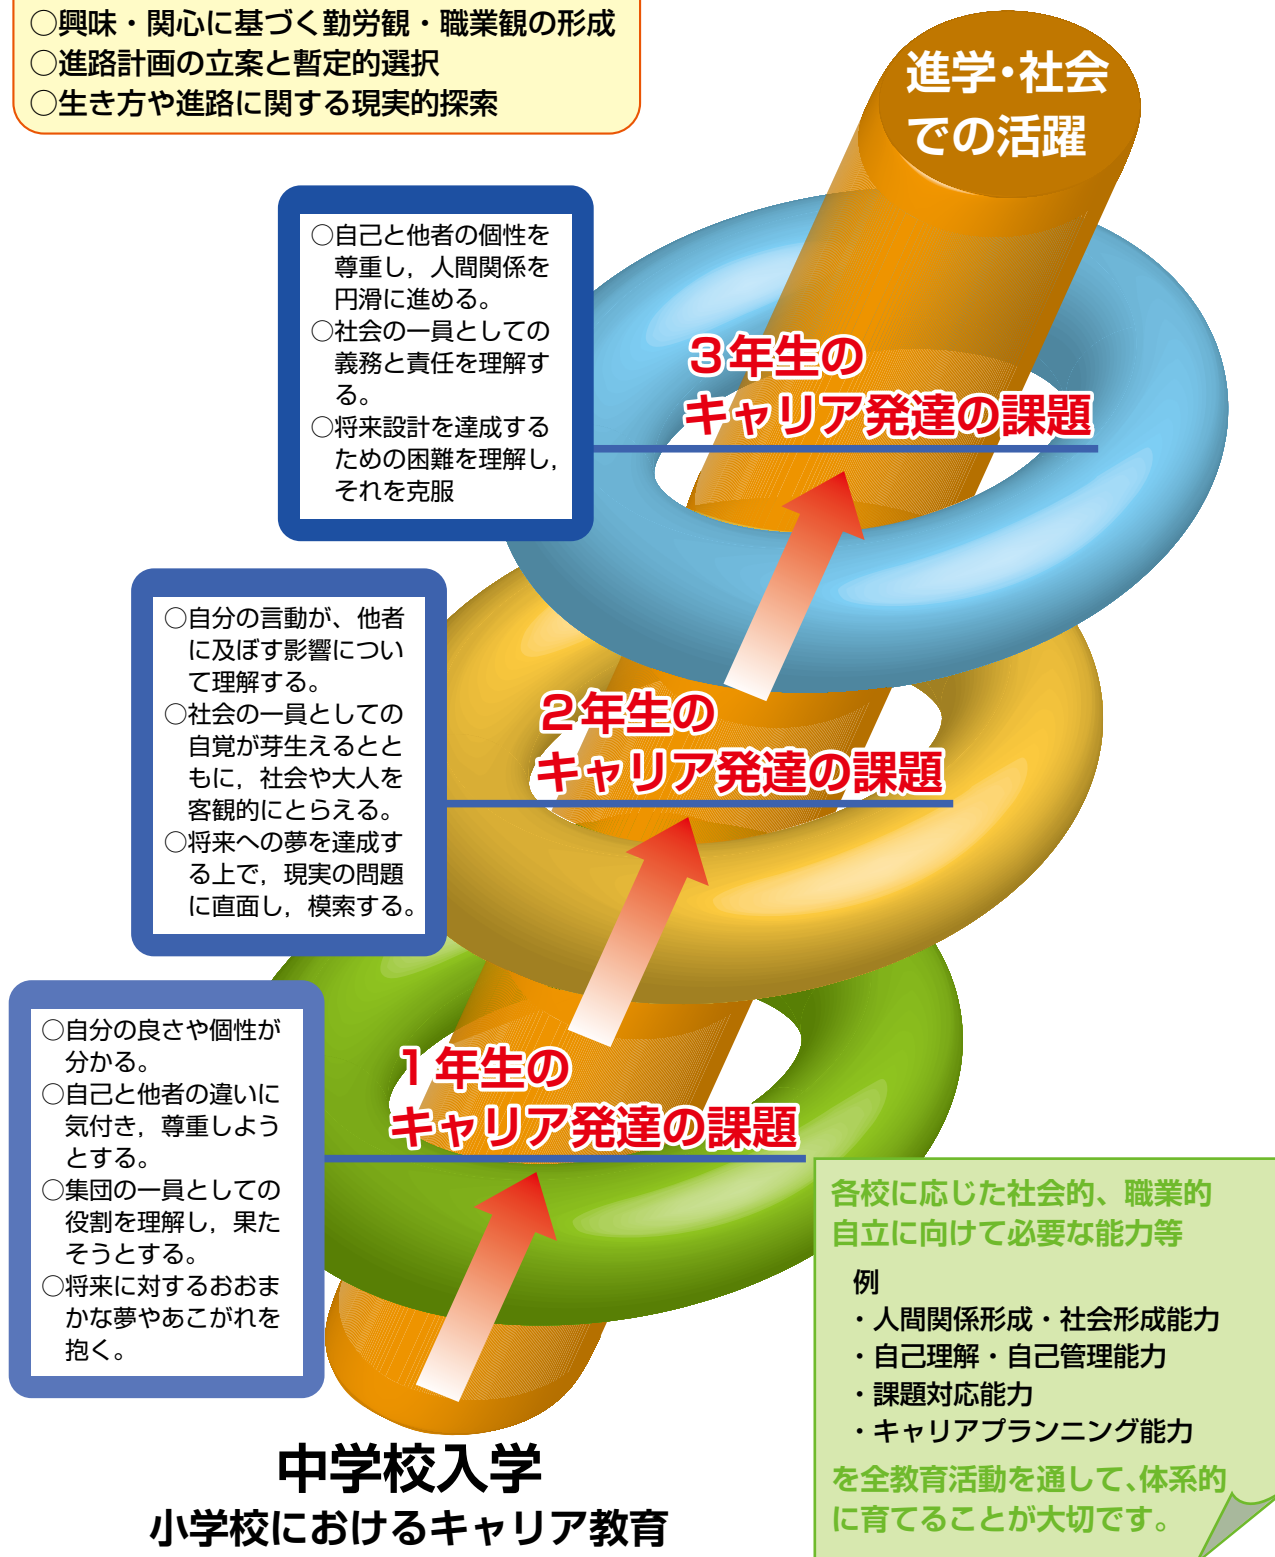 ○興味・関心に基づく勤労観・職業観の形成
○進路計画の立案と暫定的選択
○生き方や進路に関する現実的探索
進学・社会
での活躍
○自己と他者の個性を
尊重し，人間関係を
円滑に進める。
○社会の一員としての
義務と責任を理解す
る。
○将来設計を達成する
ための困難を理解し，
それを克服
3年生の
キャリア発達の課題
○自分の言動が、他者
に及ぼす影響につい
て理解する。
○社会の一員としての
自覚が芽生えるとと
もに，社会や大人を
客観的にとらえる。
○将来への夢を達成す
る上で，現実の問題
に直面し，模索する。
2年生の
キャリア発達の課題
○自分の良さや個性が
分かる。
○自己と他者の違いに
気付き，尊重しよう
とする。
○集団の一員としての
役割を理解し，果た
そうとする。
○将来に対するおおま
かな夢やあこがれを
抱く。
1年生の
キャリア発達の課題
各校に応じた社会的、職業的
自立に向けて必要な能力等
例
・人間関係形成・社会形成能力
・自己理解・自己管理能力
・課題対応能力
・キャリアプランニング能力
を全教育活動を通して、体系的
に育てることが大切です。
中学校入学
小学校におけるキャリア教育